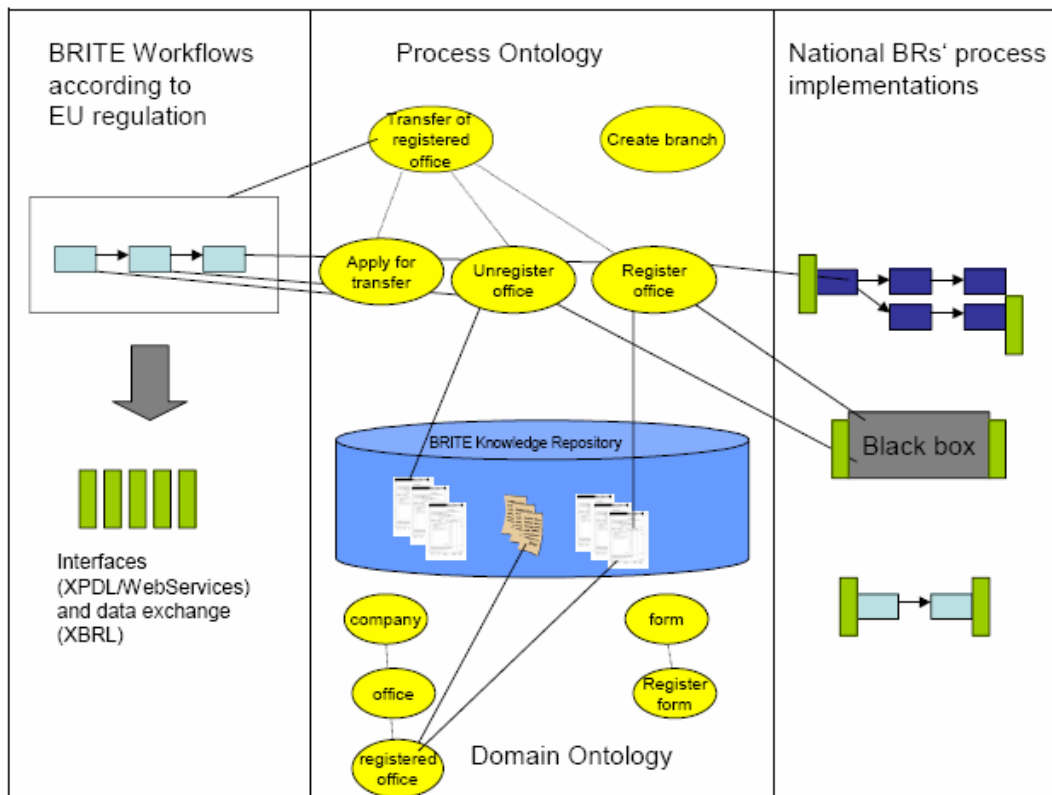 BRITE Workflows
according to
EU regulation
Process Ontology
National BRs‘ process
implementations
Transfer of
registered
office
Create branch
Apply for
transfer
Unregister
office
Register
office
BRITE Knowledge Repository
Black box
Interfaces
(XPDL/WebServices)
and data exchange
(XBRL)
company
form
office
Register
form
registered
office
Domain Ontology